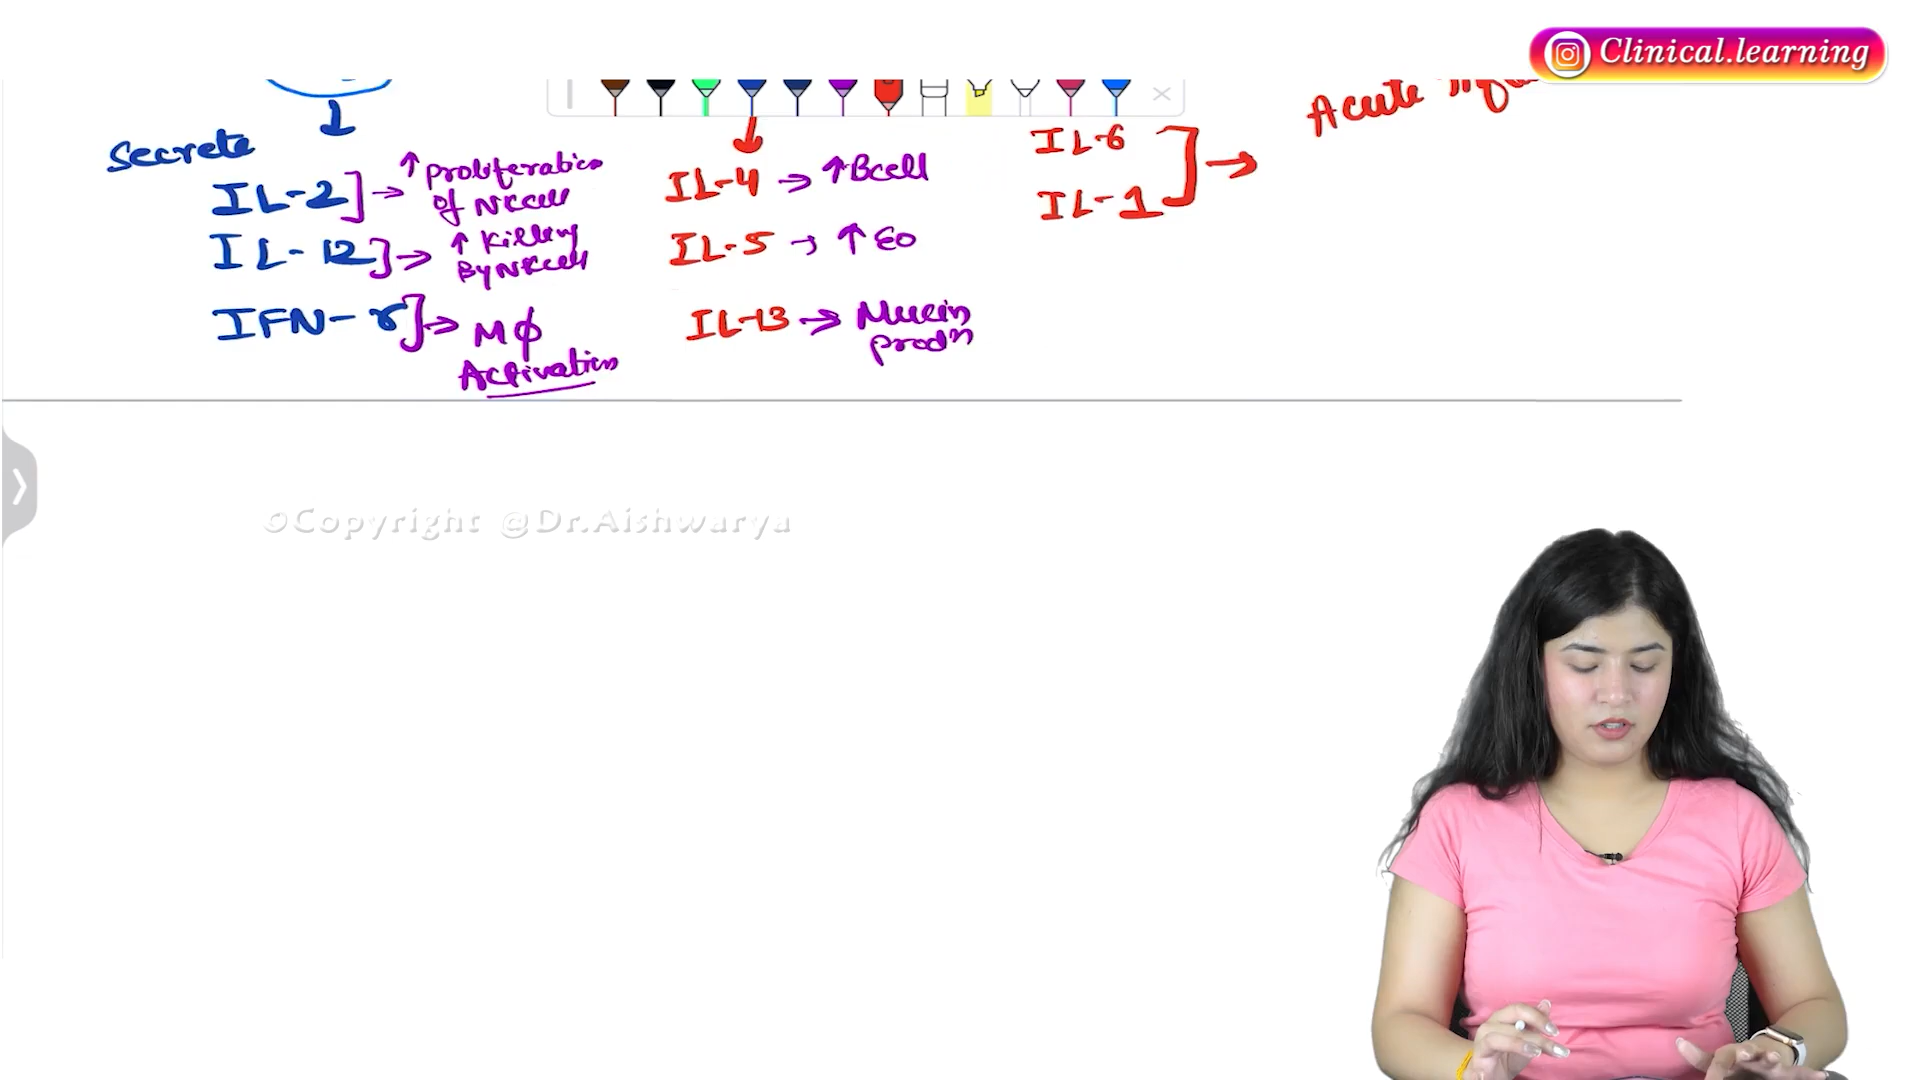 Clinical.learning
Acute
Secrete
IL-2] → ↑ proliferation
of NK cell
IL-12] → ↑ Killing
By NK cell
IFN-γ] → Mϕ
Activation
IL-4 → ↑ B cell
IL-5 → ↑ EO
IL-13 → Mucin
prodⁿ
IL-6
IL-1
©Copyright @Dr.Aishwarya